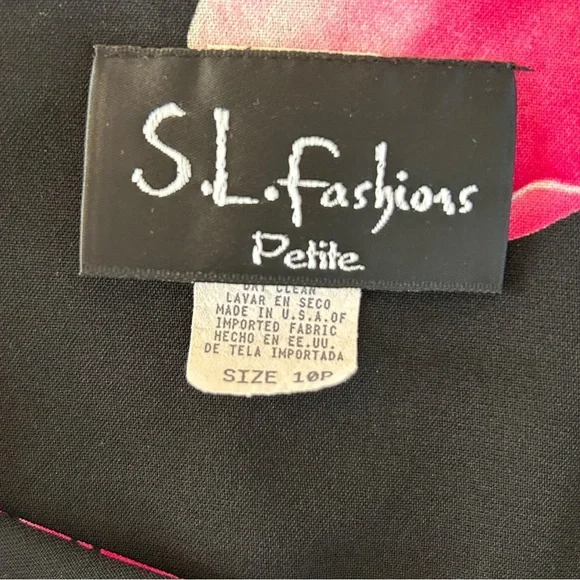 S.L. Fashions
Petite
DRY CLEAN
LAVAR EN SECO
MADE IN U.S.A. OF
IMPORTED FABRIC
HECHO EN EE.UU.
DE TELA IMPORTADA
SIZE 10P